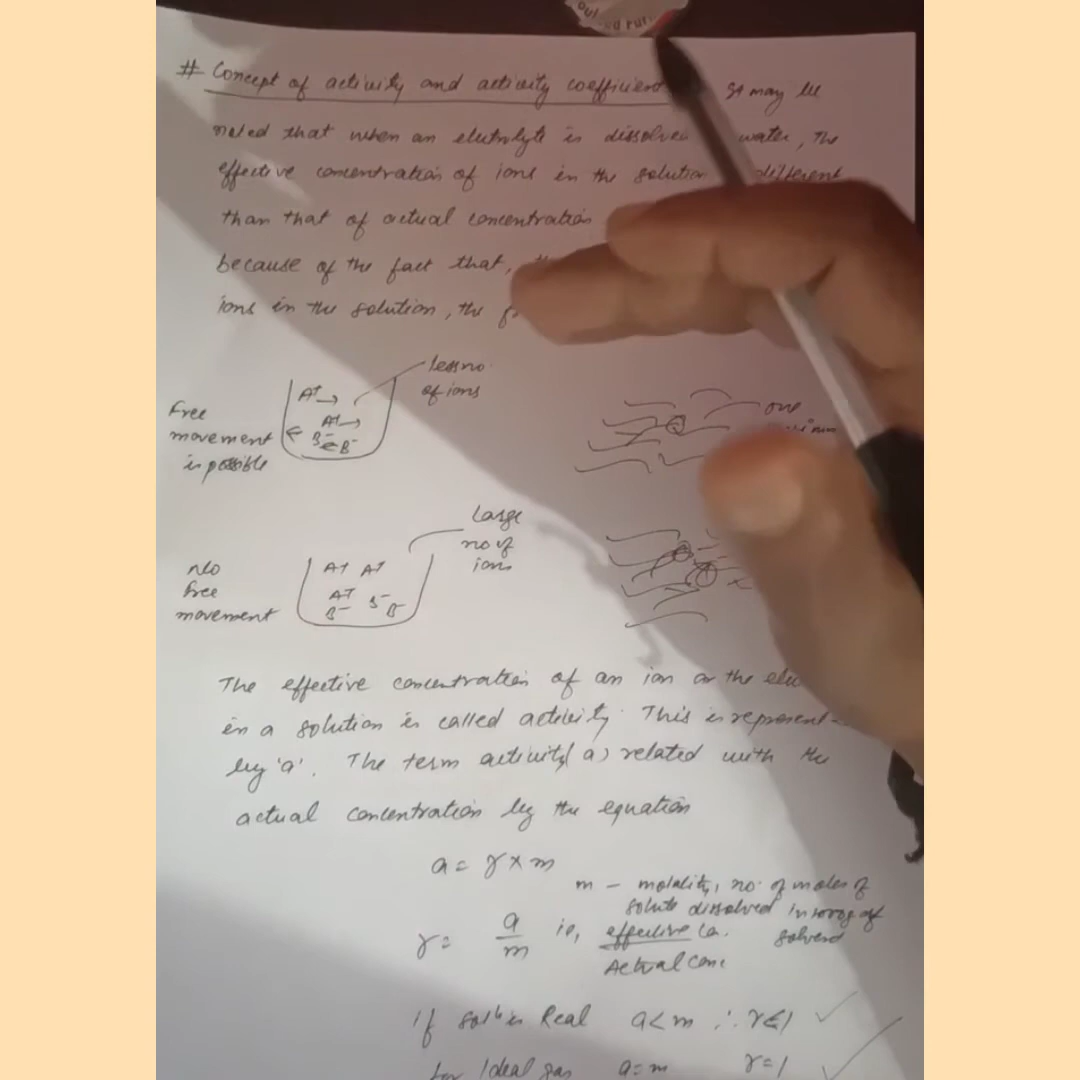 # Concept of activity and activity coefficient It may be
noted that when an electrolyte is dissolved water, the
effective concentration of ions in the solution different
than that of actual concentration
because of the fact that,
ions in the solution, the
less no.
of ions
A+ →
A+ →
B-
B-
Free
movement
is possible
one
Large
no of
ions
No
free
movement
A+ A+
A+ B-
B- B-
The effective concentration of an ion or the
in a solution is called activity. This is represent-
by 'a'. The term activity (a) related with the
actual concentration by the equation
a = γ × m
m – molality, no. of moles of
solute dissolved in 1000g of
solvent
γ = a/m ie, effective Co.
Actual conc
If sol^n is Real a < m ∴ γ < 1
for Ideal gas a = m γ = 1